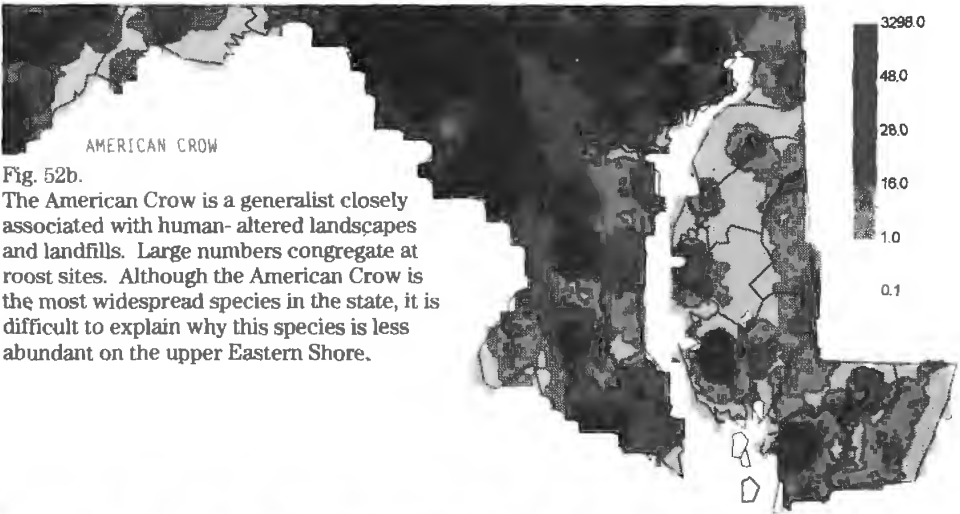 3298.0
48.0
28.0
16.0
1.0
0.1
AMERICAN CROW
Fig. 52b.
The American Crow is a generalist closely
associated with human- altered landscapes
and landfills. Large numbers congregate at
roost sites. Although the American Crow is
the most widespread species in the state, it is
difficult to explain why this species is less
abundant on the upper Eastern Shore.